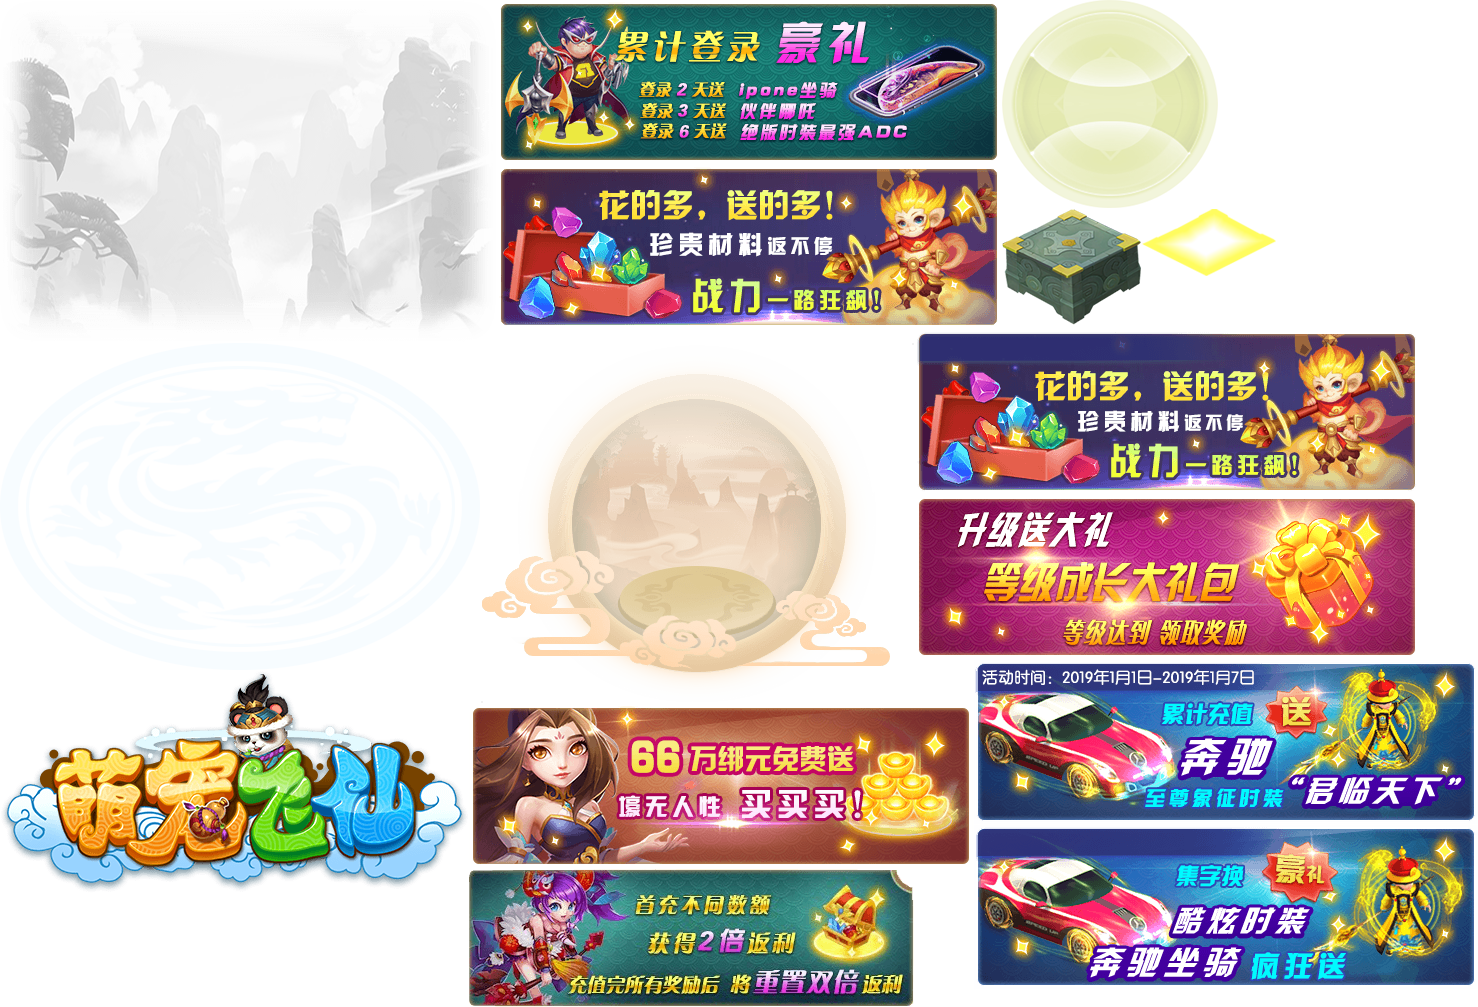 累计登录 豪礼
登录 2 天送 ipone坐骑
登录 3 天送 伙伴哪吒
登录 6 天送 绝版时装最强ADC
花的多，送的多!
珍贵材料返不停
战力一路狂飙!
花的多，送的多!
珍贵材料返不停
战力一路狂飙!
升级送大礼
等级成长大礼包
等级达到 领取奖励
活动时间：2019年1月1日-2019年1月7日
累计充值 送
奔驰
至尊象征时装“君临天下”
萌宠飞仙
66万绑元免费送
壕无人性 买买买!
集字换 豪礼
酷炫时装
奔驰坐骑 疯狂送
首充不同数额
获得2倍返利
充值完所有奖励后 将重置双倍返利